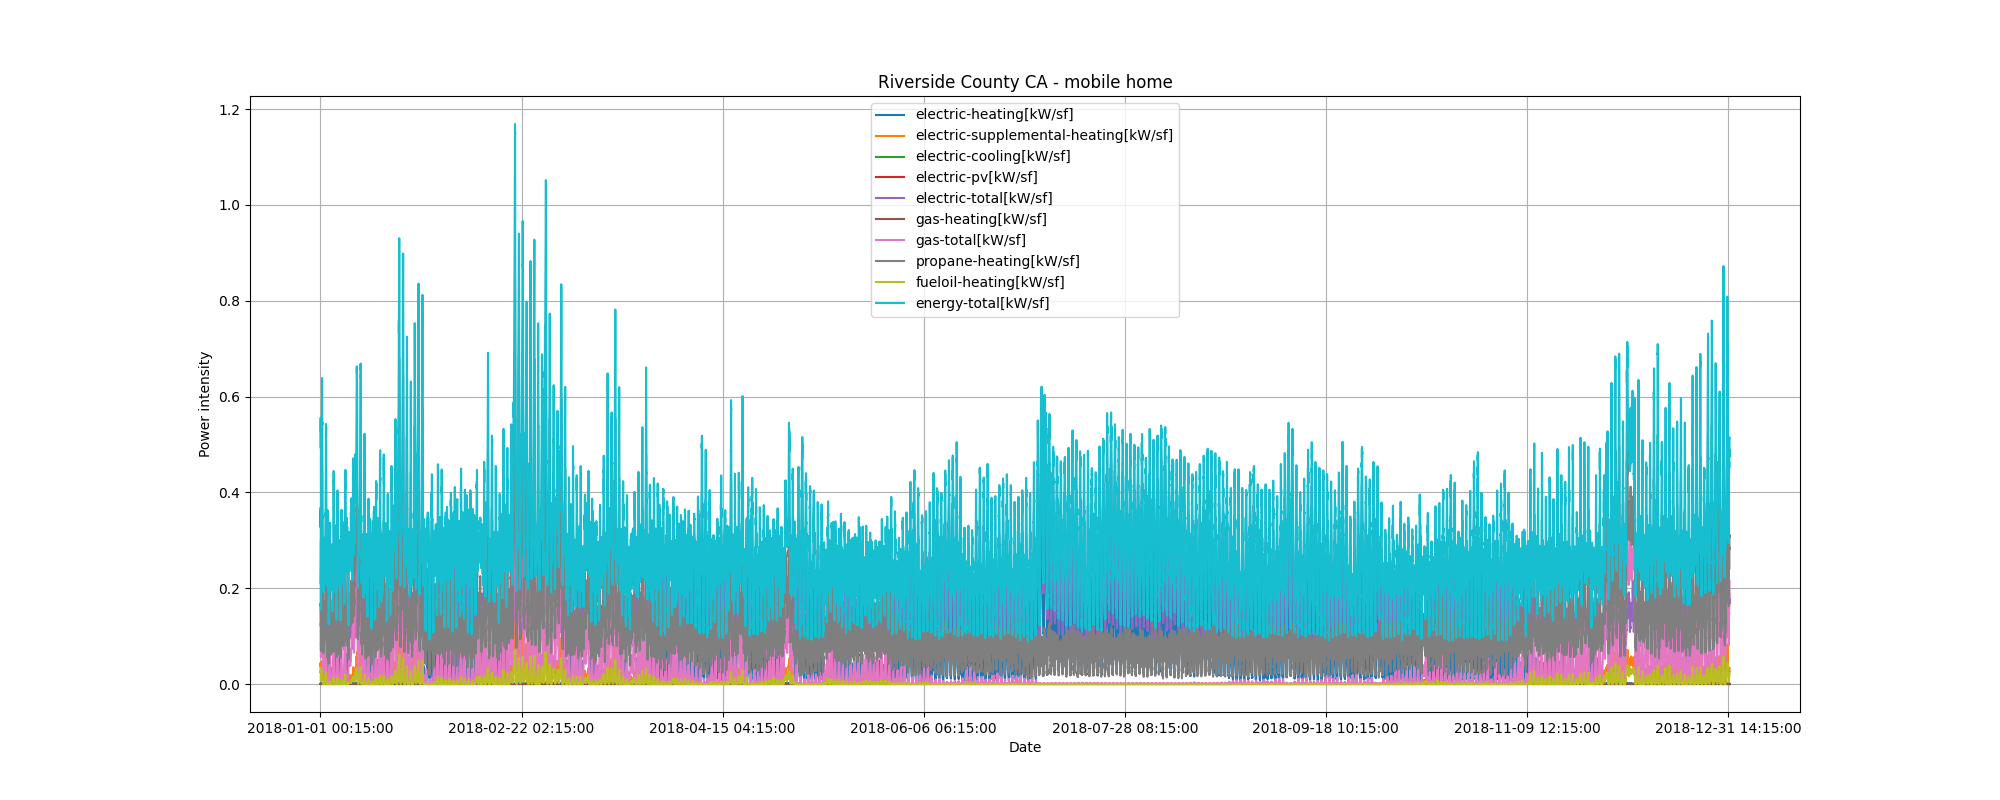 Riverside County CA - mobile home
electric-heating[kW/sf]
electric-supplemental-heating[kW/sf]
electric-cooling[kW/sf]
electric-pv[kW/sf]
electric-total[kW/sf]
gas-heating[kW/sf]
gas-total[kW/sf]
propane-heating[kW/sf]
fueloil-heating[kW/sf]
energy-total[kW/sf]
Power intensity
1.2
1.0
0.8
0.6
0.4
0.2
0.0
2018-01-01 00:15:00 2018-02-22 02:15:00 2018-04-15 04:15:00 2018-06-06 06:15:00 2018-07-28 08:15:00 2018-09-18 10:15:00 2018-11-09 12:15:00 2018-12-31 14:15:00
Date